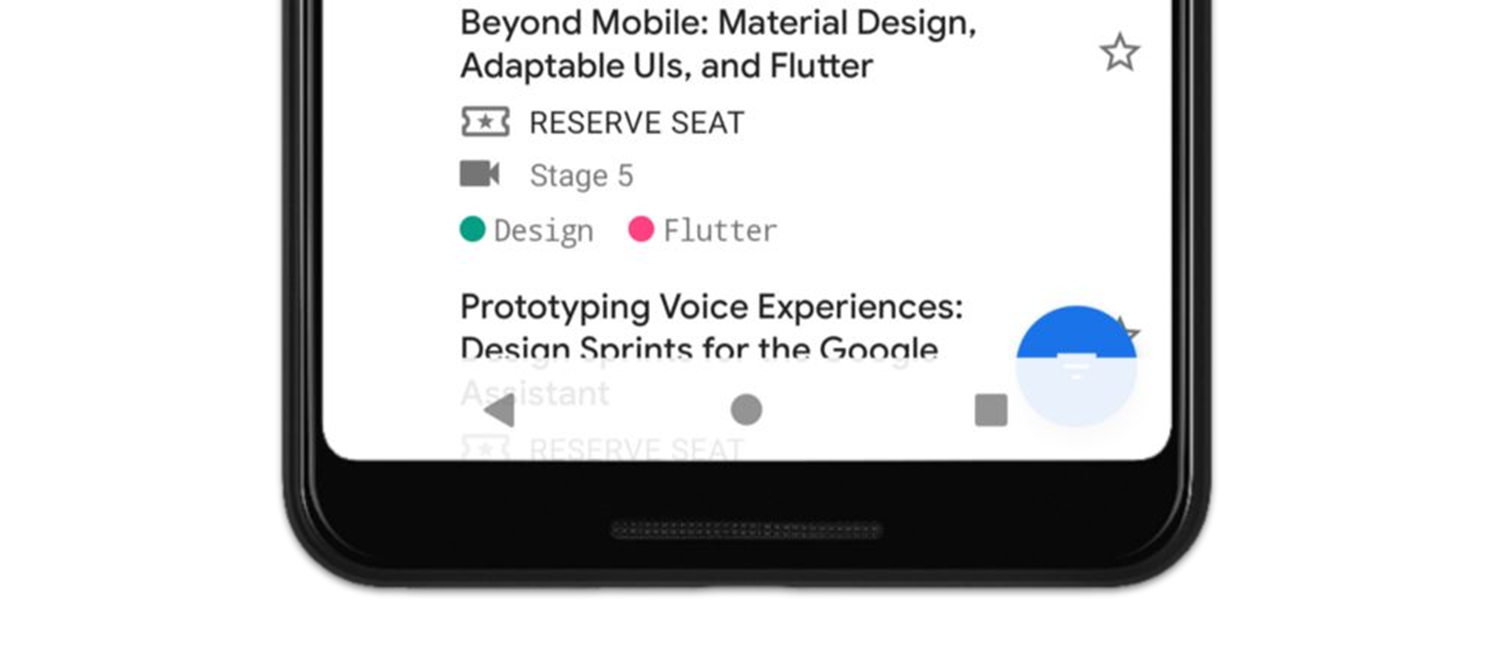 Beyond Mobile: Material Design,
Adaptable UIs, and Flutter
RESERVE SEAT
Stage 5
Design Flutter
Prototyping Voice Experiences:
Design Sprints for the Google
Assistant
RESERVE SEAT